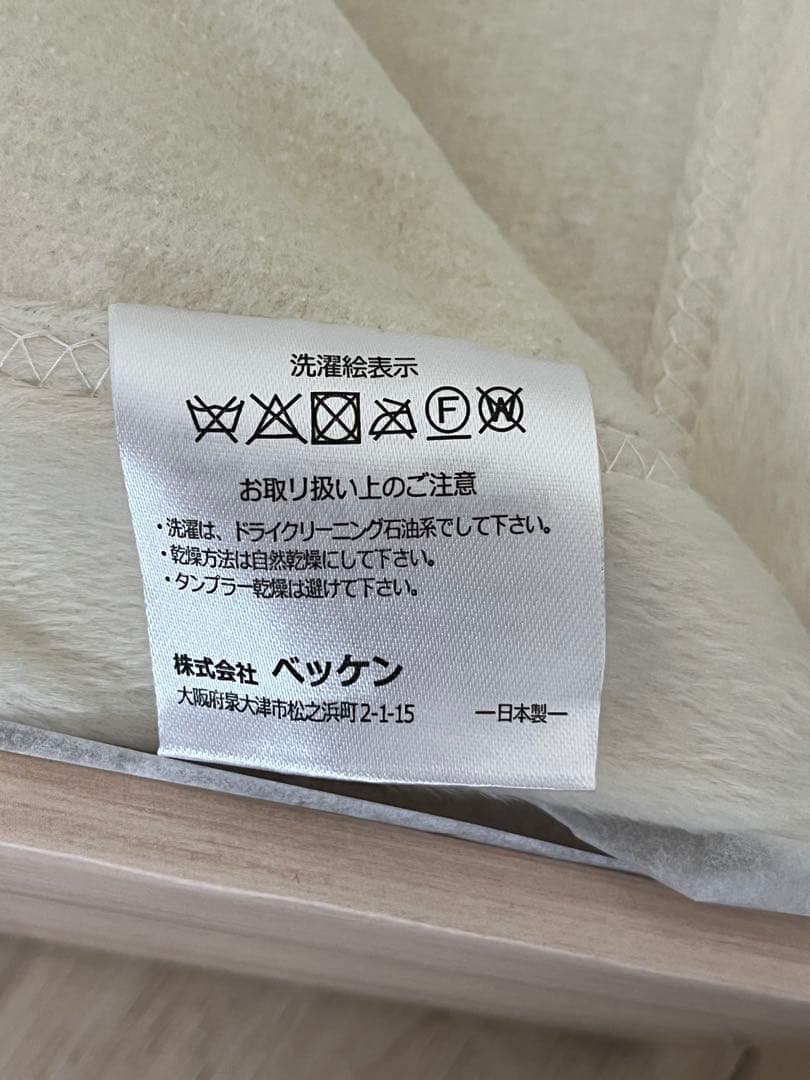 洗濯絵表示
F W
お取り扱い上のご注意
・洗濯は、ドライクリーニング石油系でして下さい。
・乾燥方法は自然乾燥にして下さい。
・タンプラー乾燥は避けて下さい。
株式会社 ベッケン
大阪府泉大津市松之浜町2-1-15
ー日本製ー